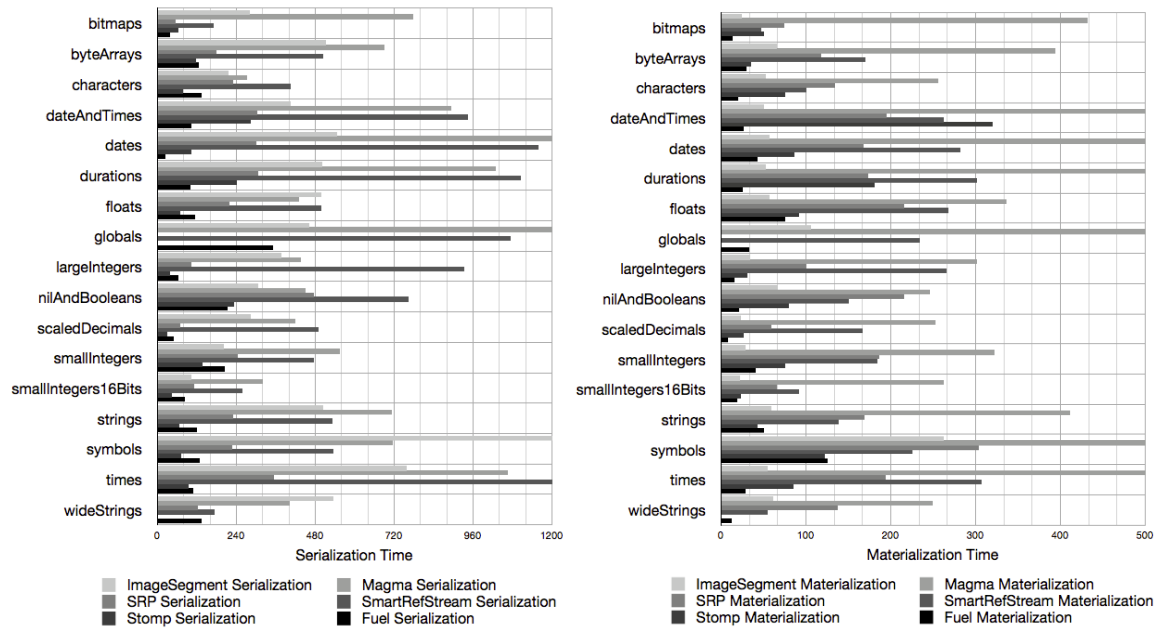 bitmaps
byteArrays
characters
dateAndTimes
dates
durations
floats
globals
largeIntegers
nilAndBooleans
scaledDecimals
smallIntegers
smallIntegers16Bits
strings
symbols
times
wideStrings
0 240 480 720 960 1200
Serialization Time
ImageSegment Serialization Magma Serialization
SRP Serialization SmartRefStream Serialization
Stomp Serialization Fuel Serialization
bitmaps
byteArrays
characters
dateAndTimes
dates
durations
floats
globals
largeIntegers
nilAndBooleans
scaledDecimals
smallIntegers
smallIntegers16Bits
strings
symbols
times
wideStrings
0 100 200 300 400 500
Materialization Time
ImageSegment Materialization Magma Materialization
SRP Materialization SmartRefStream Materialization
Stomp Materialization Fuel Materialization